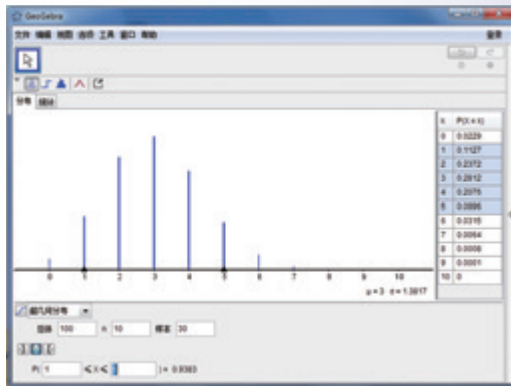 GeoGebra
文件 编辑 视图 选项 工具 窗口 帮助
登录
分布 统计
k P(X = k)
0 0.0229
1 0.1127
2 0.2372
3 0.2812
4 0.2075
5 0.0996
6 0.0315
7 0.0064
8 0.0008
9 0.0001
10 0
0 1 2 3 4 5 6 7 8 9 10
μ = 3 σ = 1.3817
超几何分布
总体 100 n 10 样本 30
P( 1 ≤ X ≤ ) = 0.9383